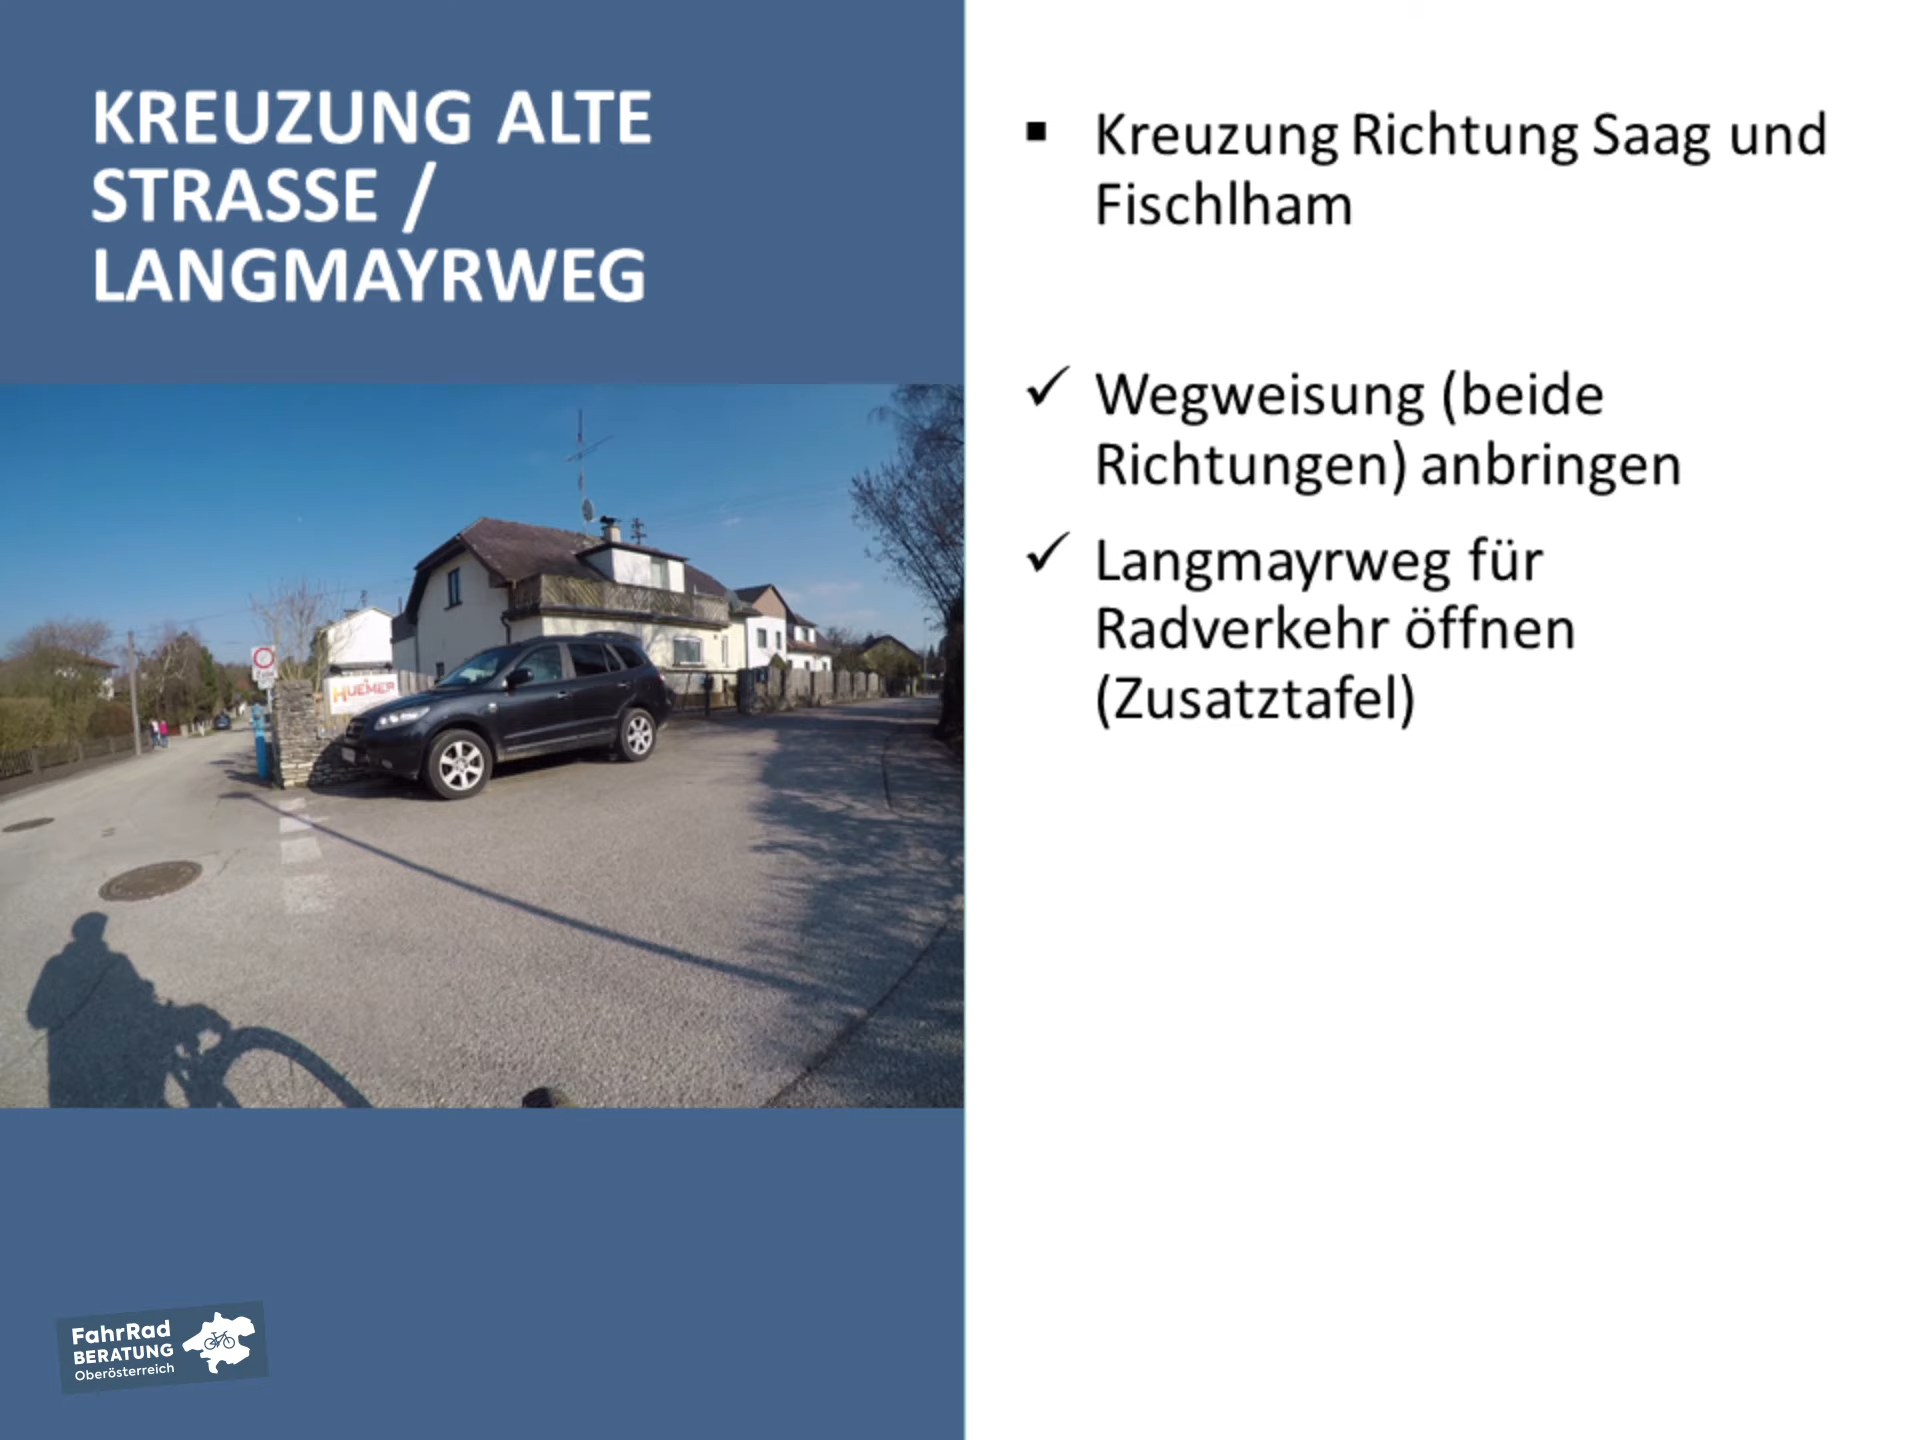 KREUZUNG ALTE
STRASSE /
LANGMAYRWEG
HUEMER
FahrRad
BERATUNG
Oberösterreich
▪ Kreuzung Richtung Saag und
Fischlham
✓ Wegweisung (beide
Richtungen) anbringen
✓ Langmayrweg für
Radverkehr öffnen
(Zusatztafel)